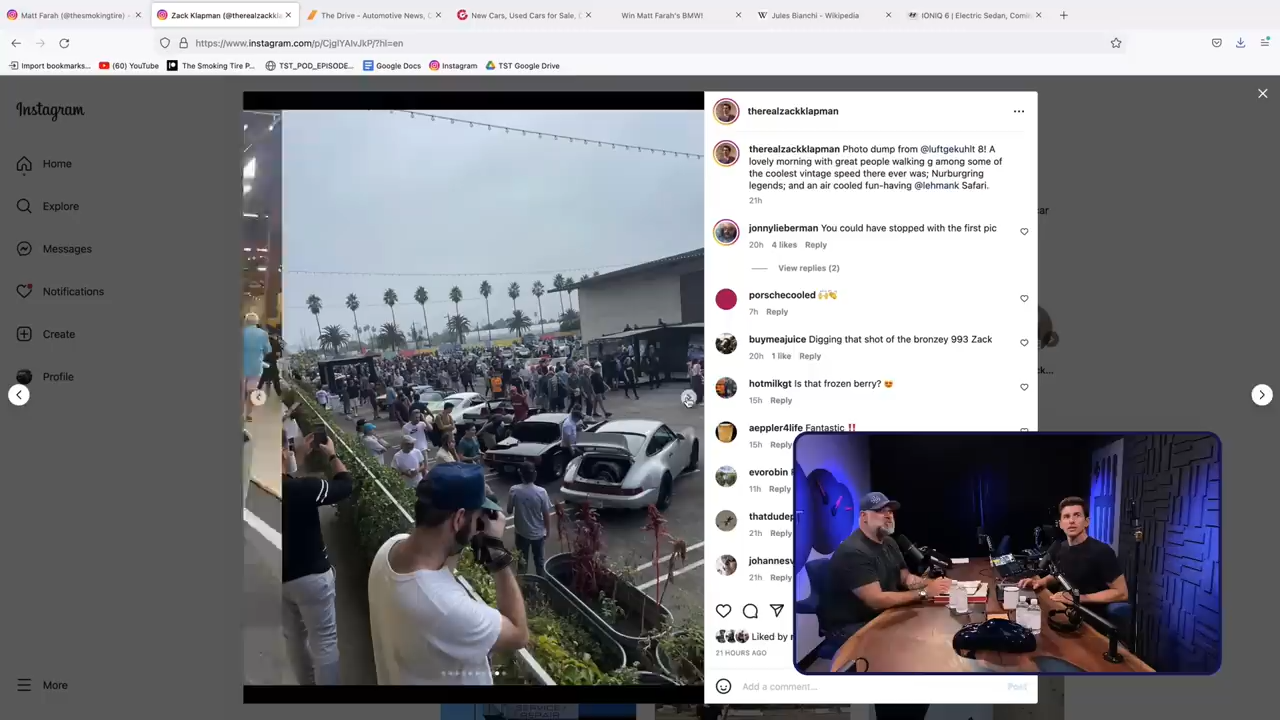 Matt Farah (@thesmokingtire) •
Zack Klapman (@therealzackkla
The Drive - Automotive News, C
New Cars, Used Cars for Sale, C
Win Matt Farah's BMW!
Jules Bianchi - Wikipedia
IONIQ 6 | Electric Sedan, Comin
https://www.instagram.com/p/CjglYAlvJkP/?hl=en
Import bookmarks...
(60) YouTube
The Smoking Tire P...
TST_POD_EPISODE...
Google Docs
Instagram
TST Google Drive
Instagram
Home
Explore
Messages
Notifications
Create
Profile
More
therealzackklapman
therealzackklapman Photo dump from @luftgekuhlt 8! A
lovely morning with great people walking g among some of
the coolest vintage speed there ever was; Nurburgring
legends; and an air cooled fun-having @lehmank Safari.
21h
jonnylieberman You could have stopped with the first pic
20h 4 likes Reply
View replies (2)
porschecooled 🙌👏
7h Reply
buymeajuice Digging that shot of the bronzey 993 Zack
20h 1 like Reply
hotmilkgt Is that frozen berry? 😍
15h Reply
aeppler4life Fantastic ‼️
15h Reply
evorobin
11h Reply
thatdudep
21h Reply
johannesv
21h Reply
Liked by
21 HOURS AGO
Add a comment...
Post